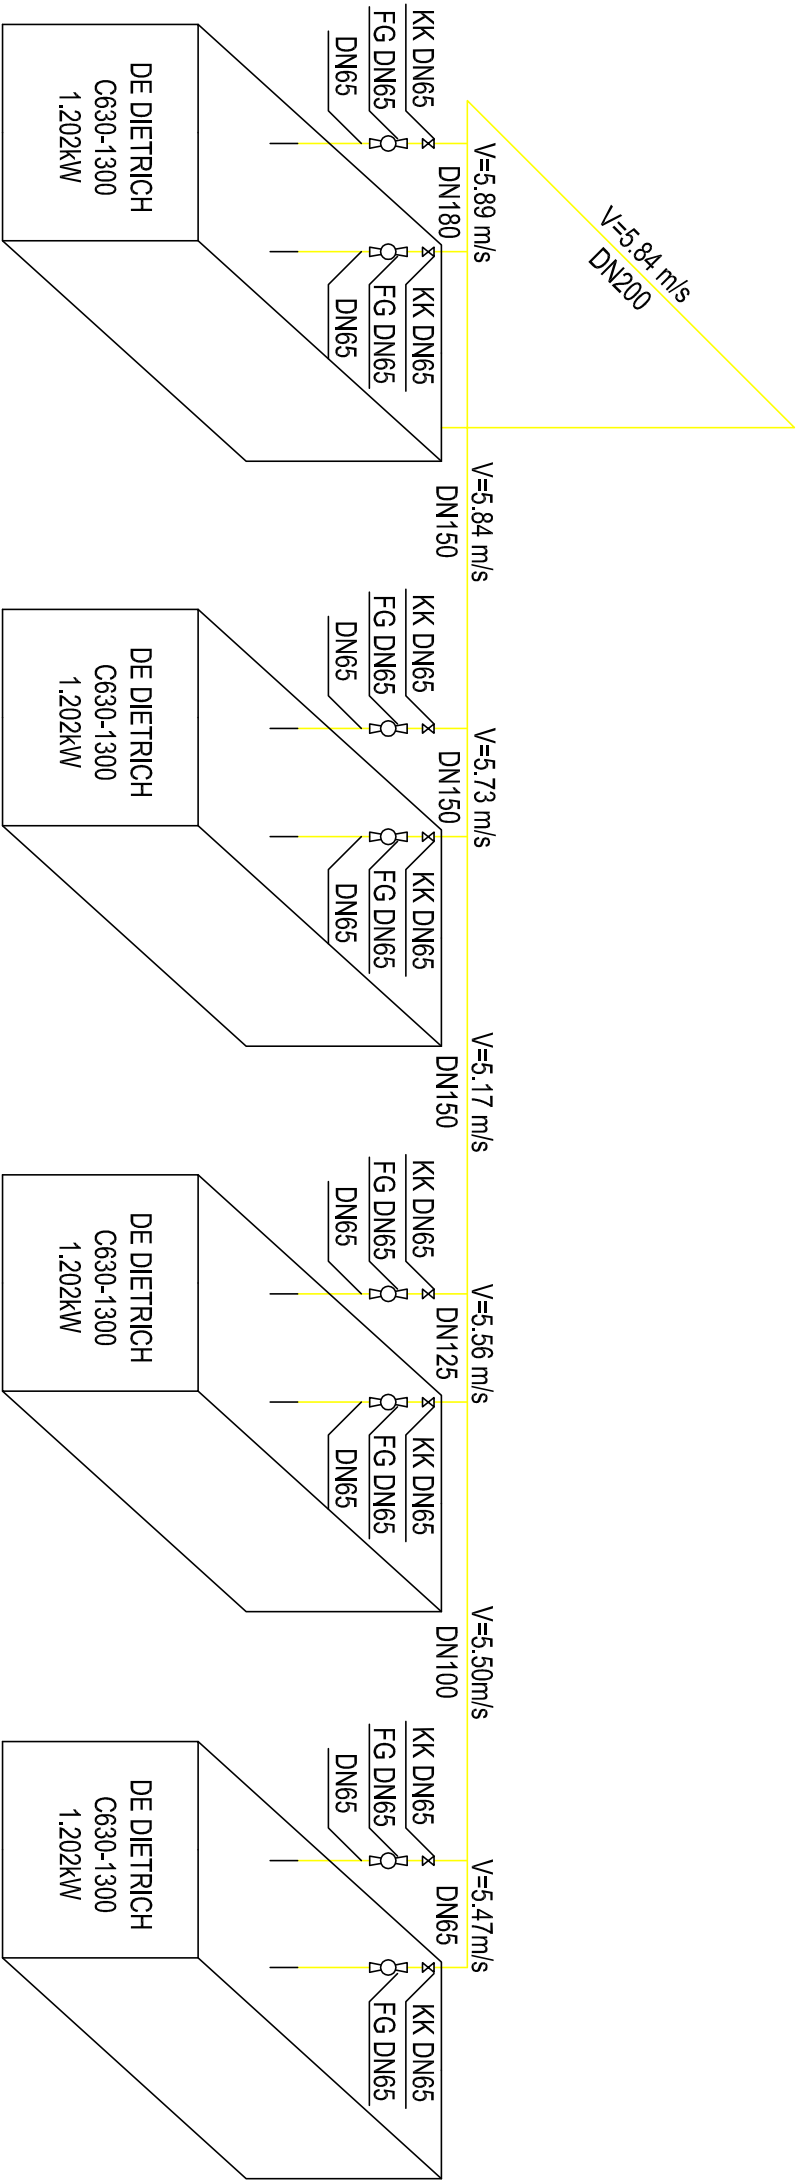 V=5.84 m/s
DN200
V=5.89 m/s
DN180
KK DN65
FG DN65
DN65
KK DN65
FG DN65
DN65
DE DIETRICH
C630-1300
1.202kW
V=5.84 m/s
DN150
V=5.73 m/s
DN150
KK DN65
FG DN65
DN65
KK DN65
FG DN65
DN65
DE DIETRICH
C630-1300
1.202kW
V=5.17 m/s
DN150
V=5.56 m/s
DN125
KK DN65
FG DN65
DN65
KK DN65
FG DN65
DN65
DE DIETRICH
C630-1300
1.202kW
V=5.50m/s
DN100
V=5.47m/s
DN65
KK DN65
FG DN65
DN65
KK DN65
FG DN65
DE DIETRICH
C630-1300
1.202kW